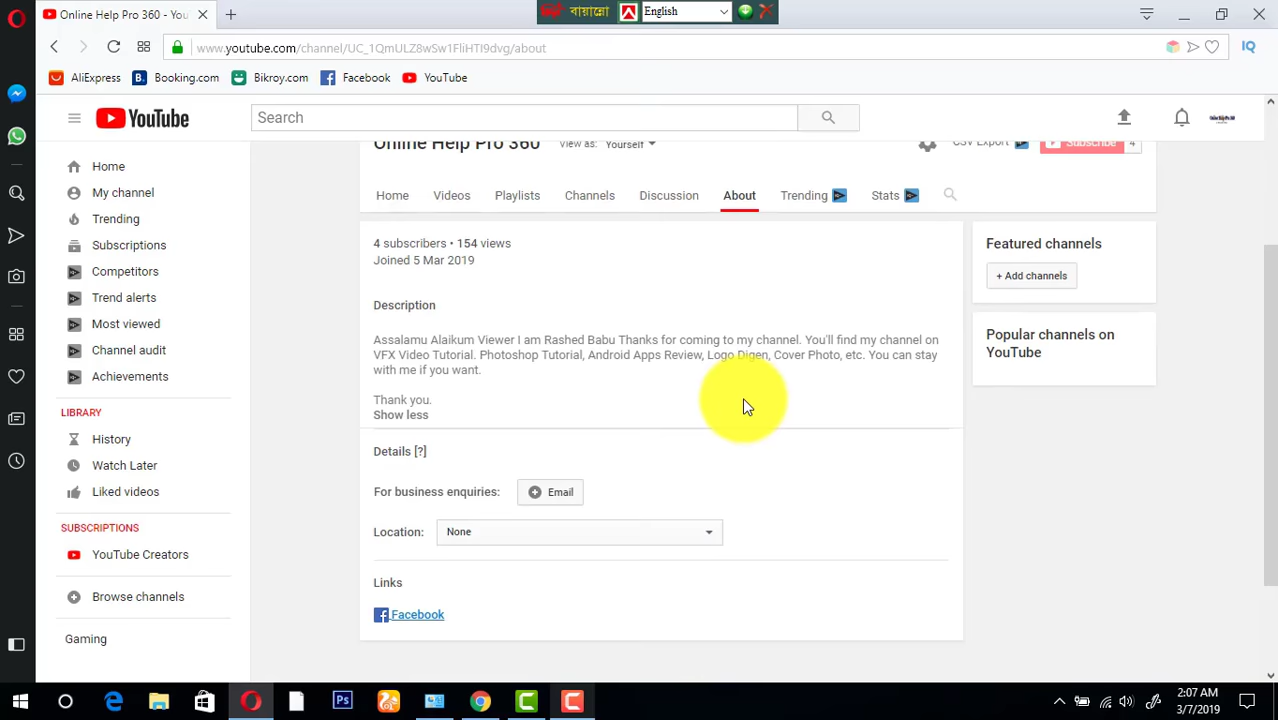 Online Help Pro 360 - You
বায়ান্নো
English
www.youtube.com/channel/UC_1QmULZ8wSw1FliHTI9dvg/about
AliExpress
B. Booking.com
Bikroy.com
Facebook
YouTube
IQ
YouTube
Search
Online Help Pro 360
View as: Yourself
CSV Export
Subscribe 4
Home
Videos
Playlists
Channels
Discussion
About
Trending
Stats
Home
My channel
Trending
Subscriptions
Competitors
Trend alerts
Most viewed
Channel audit
Achievements
LIBRARY
History
Watch Later
Liked videos
SUBSCRIPTIONS
YouTube Creators
Browse channels
Gaming
4 subscribers • 154 views
Joined 5 Mar 2019
Description
Assalamu Alaikum Viewer I am Rashed Babu Thanks for coming to my channel. You'll find my channel on
VFX Video Tutorial. Photoshop Tutorial, Android Apps Review, Logo Digen, Cover Photo, etc. You can stay
with me if you want.
Thank you.
Show less
Details [?]
For business enquiries:
Email
Location:
None
Links
Facebook
Featured channels
+ Add channels
Popular channels on
YouTube
Ps
2:07 AM
3/7/2019